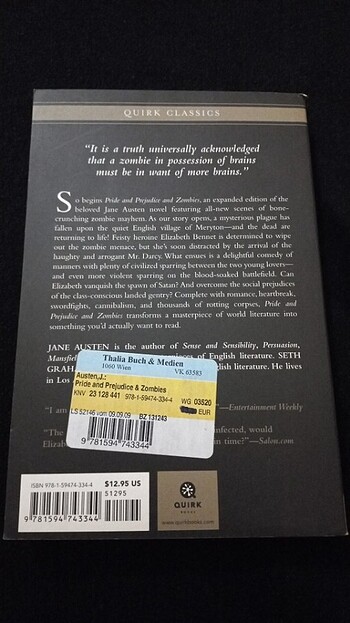 QUIRK CLASSICS
"It is a truth universally acknowledged
that a zombie in possession of brains
must be in want of more brains."
So begins Pride and Prejudice and Zombies, an expanded edition of the
beloved Jane Austen novel featuring all-new scenes of bone-
crunching zombie mayhem. As our story opens, a mysterious plague has
fallen upon the quiet English village of Meryton—and the dead are
returning to life! Feisty heroine Elizabeth Bennet is determined to wipe
out the zombie menace, but she's soon distracted by the arrival of the
haughty and arrogant Mr. Darcy. What ensues is a delightful comedy of
manners with plenty of civilized sparring between the two young lovers—
and even more violent sparring on the blood-soaked battlefield. Can
Elizabeth vanquish the spawn of Satan? And overcome the social prejudices
of the class-conscious landed gentry? Complete with romance, heartbreak,
swordfights, cannibalism, and thousands of rotting corpses, Pride and
Prejudice and Zombies transforms a masterpiece of world literature into
something you'd actually want to read.
JANE AUSTEN is the author of Sense and Sensibility, Persuasion,
Mansfield of English literature. SETH
GRAH English literature. He lives
in Los
"I am —Entertainment Weekly
"The infected, would
Elizab time?"—Salon.com
Thalia Buch & Medien
1060 Wien VK 63583
Austen,J.:
Pride and Prejudice & Zombies
KNV 23 128 441 978-1-59474-334-4 WG 03520
EUR
LS 52146 vom 09.09.09 BZ 131243
9 781594 743344
ISBN 978-1-59474-334-4 $12.95 US
51295
9 781594 743344
QUIRK
BOOKS
www.quirkbooks.com